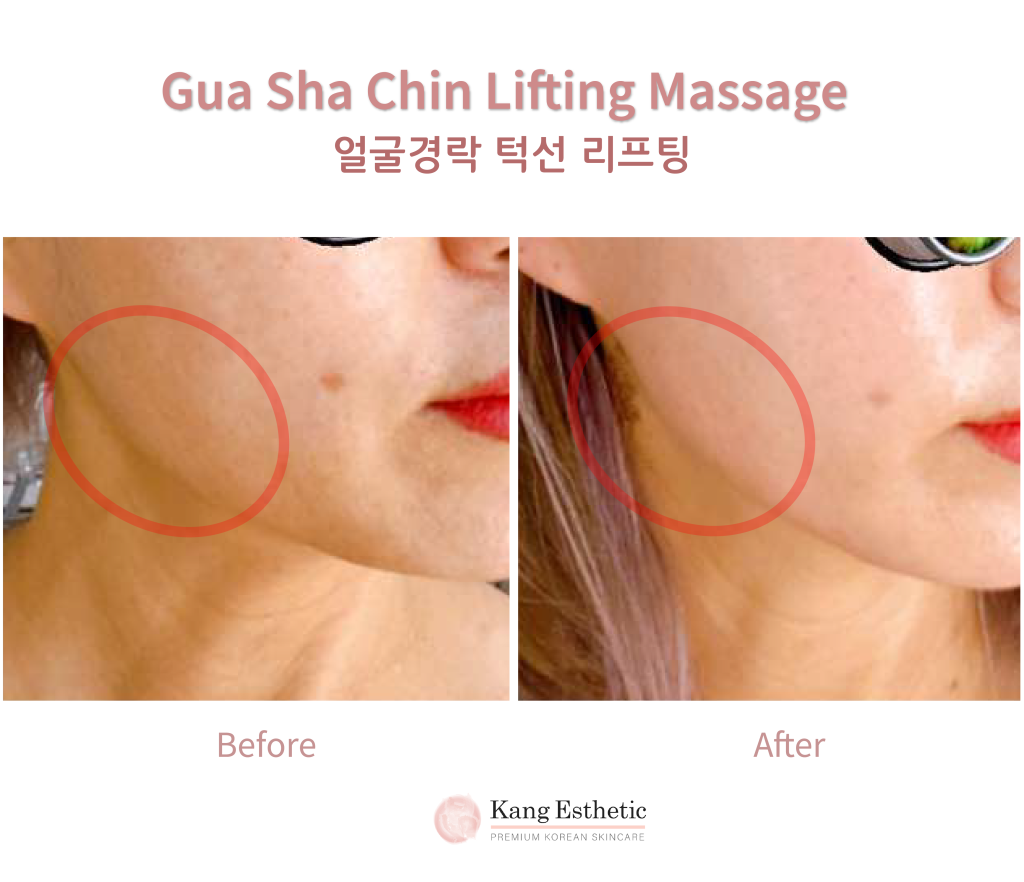 Gua Sha Chin Lifting Massage
얼굴경락 턱선 리프팅
Before
After
Kang Esthetic
PREMIUM KOREAN SKINCARE